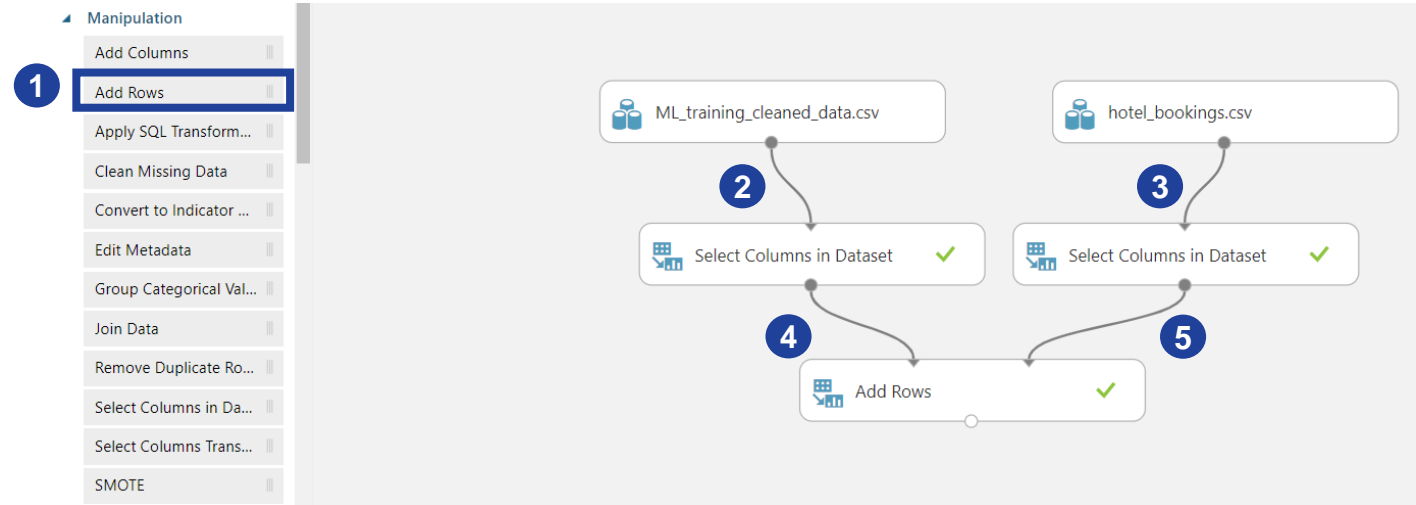 Manipulation
Add Columns
1
Add Rows
Apply SQL Transform...
Clean Missing Data
Convert to Indicator ...
Edit Metadata
Group Categorical Val...
Join Data
Remove Duplicate Ro...
Select Columns in Da...
Select Columns Trans...
SMOTE
ML_training_cleaned_data.csv
hotel_bookings.csv
2
3
Select Columns in Dataset
Select Columns in Dataset
4
5
Add Rows